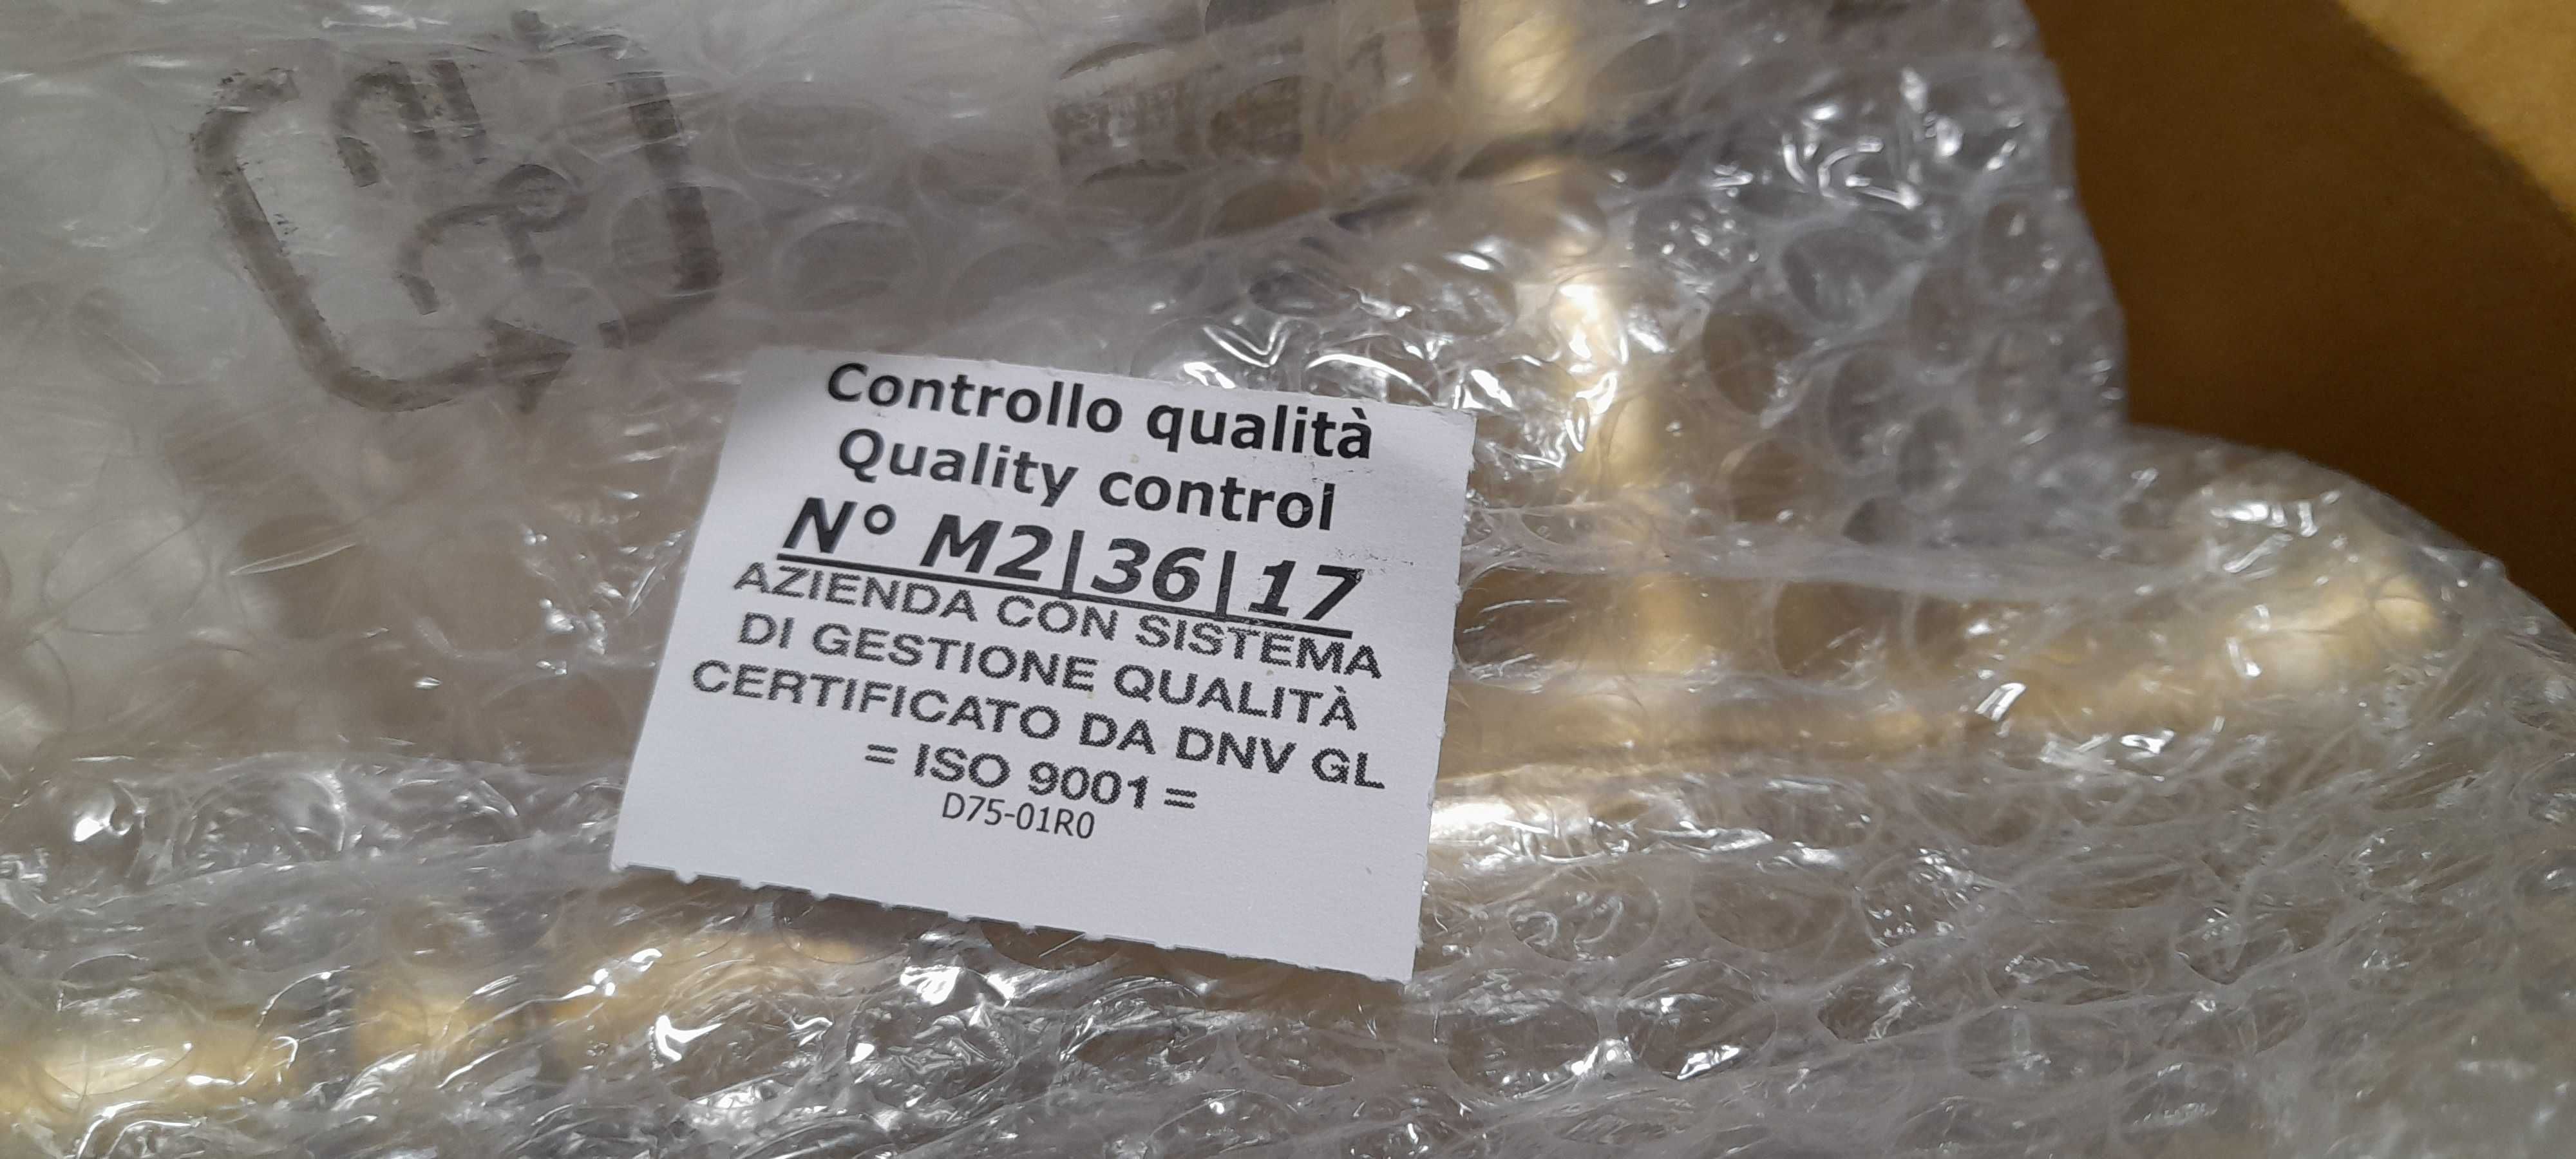 Controllo qualità
Quality control
N° M2|36|17
AZIENDA CON SISTEMA
DI GESTIONE QUALITÀ
CERTIFICATO DA DNV GL
= ISO 9001 =
D75-01R0